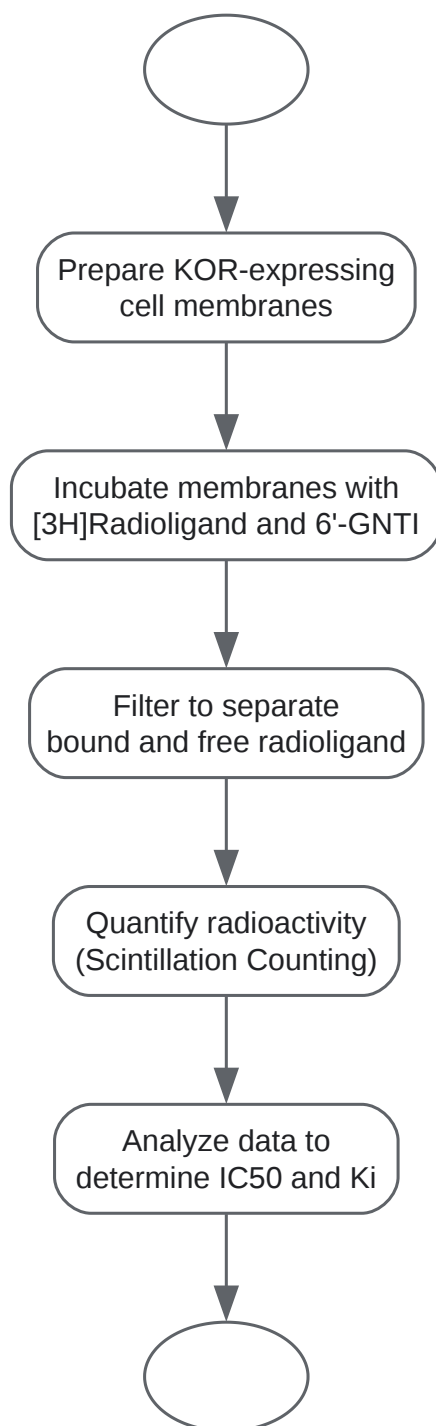 Prepare KOR-expressing
cell membranes
Incubate membranes with
[3H]Radioligand and 6'-GNTI
Filter to separate
bound and free radioligand
Quantify radioactivity
(Scintillation Counting)
Analyze data to
determine IC50 and Ki